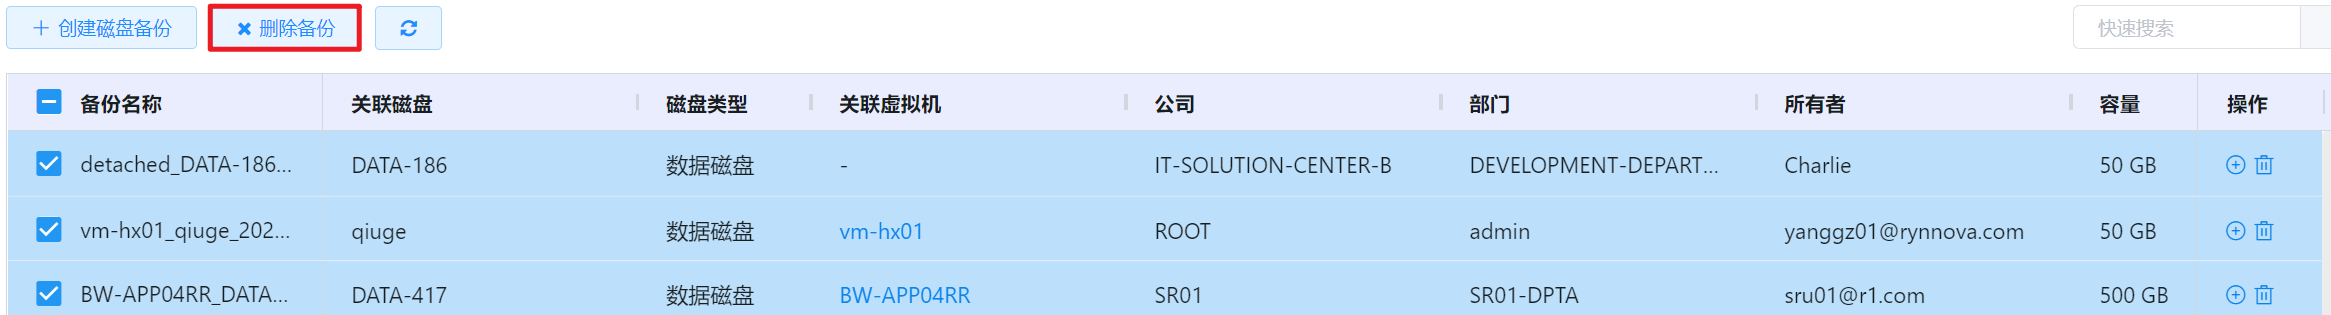 创建磁盘备份 删除备份 快速搜索
备份名称 关联磁盘 磁盘类型 关联虚拟机 公司 部门 所有者 容量 操作
detached_DATA-186... DATA-186 数据磁盘 - IT-SOLUTION-CENTER-B DEVELOPMENT-DEPART... Charlie 50 GB
vm-hx01_qiuge_202... qiuge 数据磁盘 vm-hx01 ROOT admin yanggz01@rynnova.com 50 GB
BW-APP04RR_DATA... DATA-417 数据磁盘 BW-APP04RR SR01 SR01-DPTA sru01@r1.com 500 GB